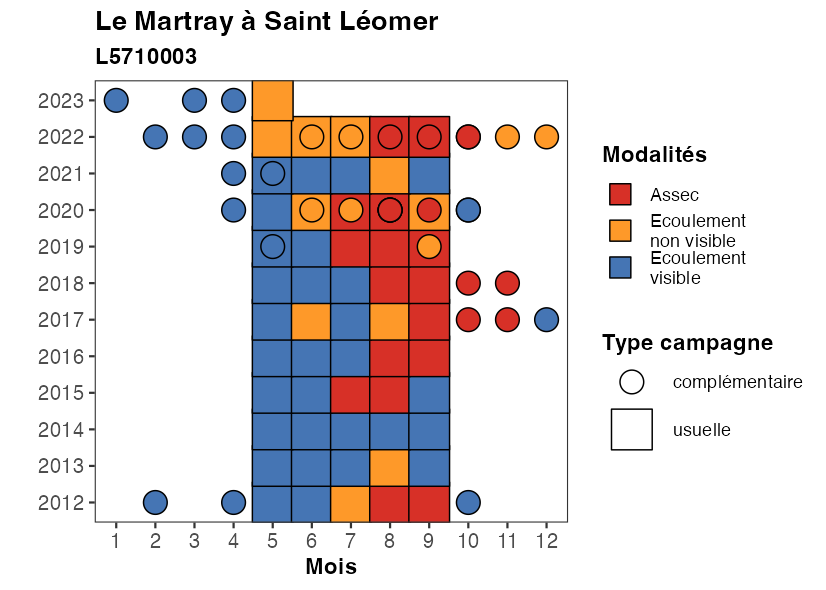 Le Martray à Saint Léomer
L5710003
2023
2022
2021
2020
2019
2018
2017
2016
2015
2014
2013
2012
1 2 3 4 5 6 7 8 9 10 11 12
Mois
Modalités
Assec
Ecoulement
non visible
Ecoulement
visible
Type campagne
complémentaire
usuelle